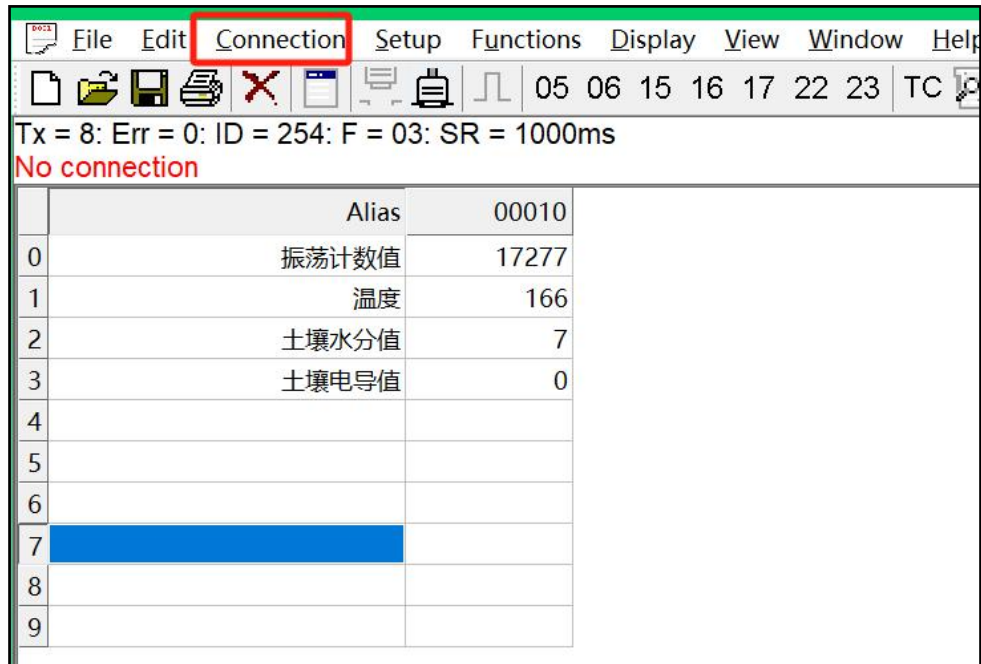 File Edit Connection Setup Functions Display View Window Help
05 06 15 16 17 22 23 TC
Tx = 8: Err = 0: ID = 254: F = 03: SR = 1000ms
No connection
Alias 00010
0 振荡计数值 17277
1 温度 166
2 土壤水分值 7
3 土壤电导值 0
4
5
6
7
8
9